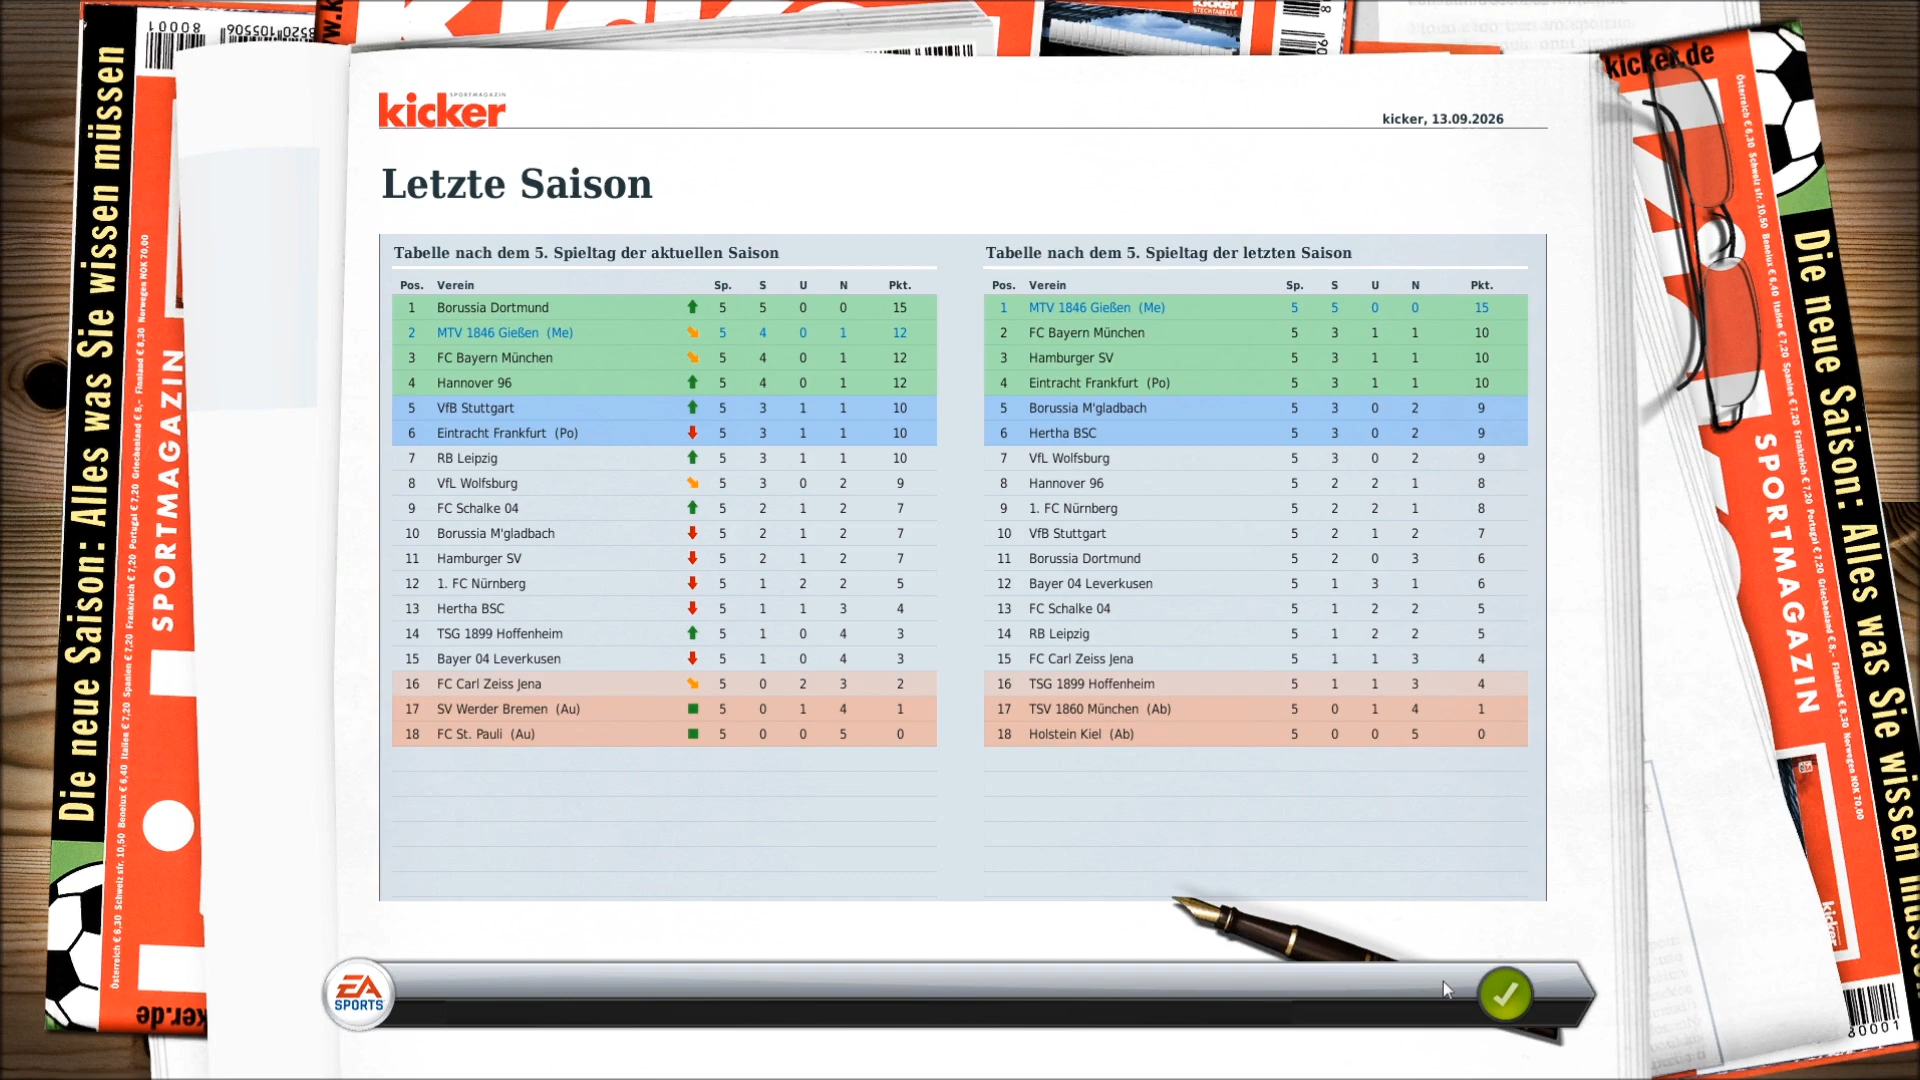 kicker
SPORTMAGAZIN
kicker, 13.09.2026
Letzte Saison
Tabelle nach dem 5. Spieltag der aktuellen Saison
Pos. Verein Sp. S U N Pkt.
1 Borussia Dortmund 5 5 0 0 15
2 MTV 1846 Gießen (Me) 5 4 0 1 12
3 FC Bayern München 5 4 0 1 12
4 Hannover 96 5 4 0 1 12
5 VfB Stuttgart 5 3 1 1 10
6 Eintracht Frankfurt (Po) 5 3 1 1 10
7 RB Leipzig 5 3 1 1 10
8 VfL Wolfsburg 5 3 0 2 9
9 FC Schalke 04 5 2 1 2 7
10 Borussia M'gladbach 5 2 1 2 7
11 Hamburger SV 5 2 1 2 7
12 1. FC Nürnberg 5 1 2 2 5
13 Hertha BSC 5 1 1 3 4
14 TSG 1899 Hoffenheim 5 1 0 4 3
15 Bayer 04 Leverkusen 5 1 0 4 3
16 FC Carl Zeiss Jena 5 0 2 3 2
17 SV Werder Bremen (Au) 5 0 1 4 1
18 FC St. Pauli (Au) 5 0 0 5 0
Tabelle nach dem 5. Spieltag der letzten Saison
Pos. Verein Sp. S U N Pkt.
1 MTV 1846 Gießen (Me) 5 5 0 0 15
2 FC Bayern München 5 3 1 1 10
3 Hamburger SV 5 3 1 1 10
4 Eintracht Frankfurt (Po) 5 3 1 1 10
5 Borussia M'gladbach 5 3 0 2 9
6 Hertha BSC 5 3 0 2 9
7 VfL Wolfsburg 5 3 0 2 9
8 Hannover 96 5 2 2 1 8
9 1. FC Nürnberg 5 2 2 1 8
10 VfB Stuttgart 5 2 1 2 7
11 Borussia Dortmund 5 2 0 3 6
12 Bayer 04 Leverkusen 5 1 3 1 6
13 FC Schalke 04 5 1 2 2 5
14 RB Leipzig 5 1 2 2 5
15 FC Carl Zeiss Jena 5 1 1 3 4
16 TSG 1899 Hoffenheim 5 1 1 3 4
17 TSV 1860 München (Ab) 5 0 1 4 1
18 Holstein Kiel (Ab) 5 0 0 5 0
EA
SPORTS
Die neue Saison: Alles was Sie wissen müssen
SPORTMAGAZIN
kicker.de
Die neue Saison: Alles was Sie wissen
SPORTMAGAZIN
kicker
80001